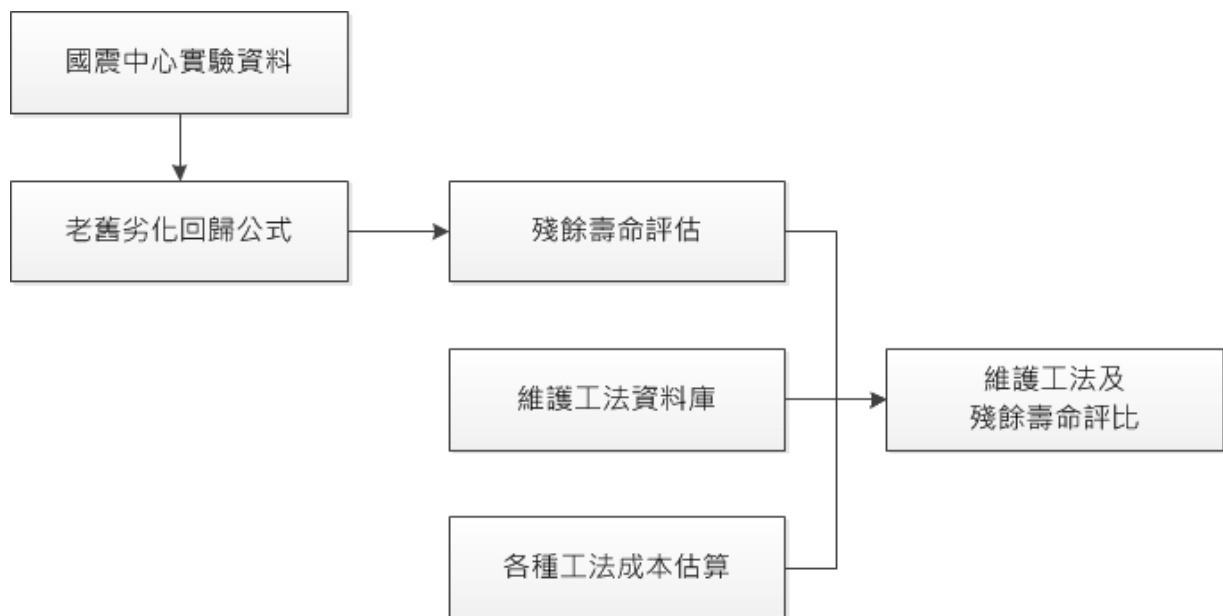 國震中心實驗資料
老舊劣化回歸公式
殘餘壽命評估
維護工法資料庫
維護工法及
殘餘壽命評比
各種工法成本估算